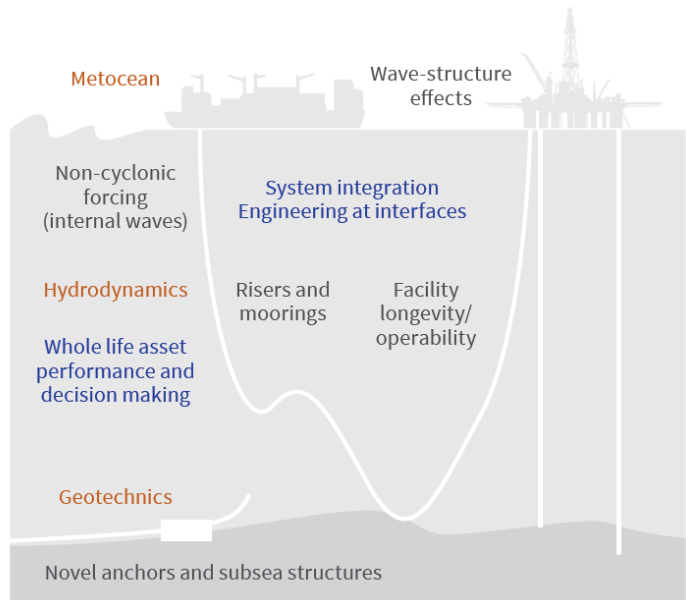 Metocean
Wave-structure
effects
Non-cyclonic
forcing
(internal waves)
System integration
Engineering at interfaces
Hydrodynamics
Risers and
moorings
Facility
longevity/
operability
Whole life asset
performance and
decision making
Geotechnics
Novel anchors and subsea structures